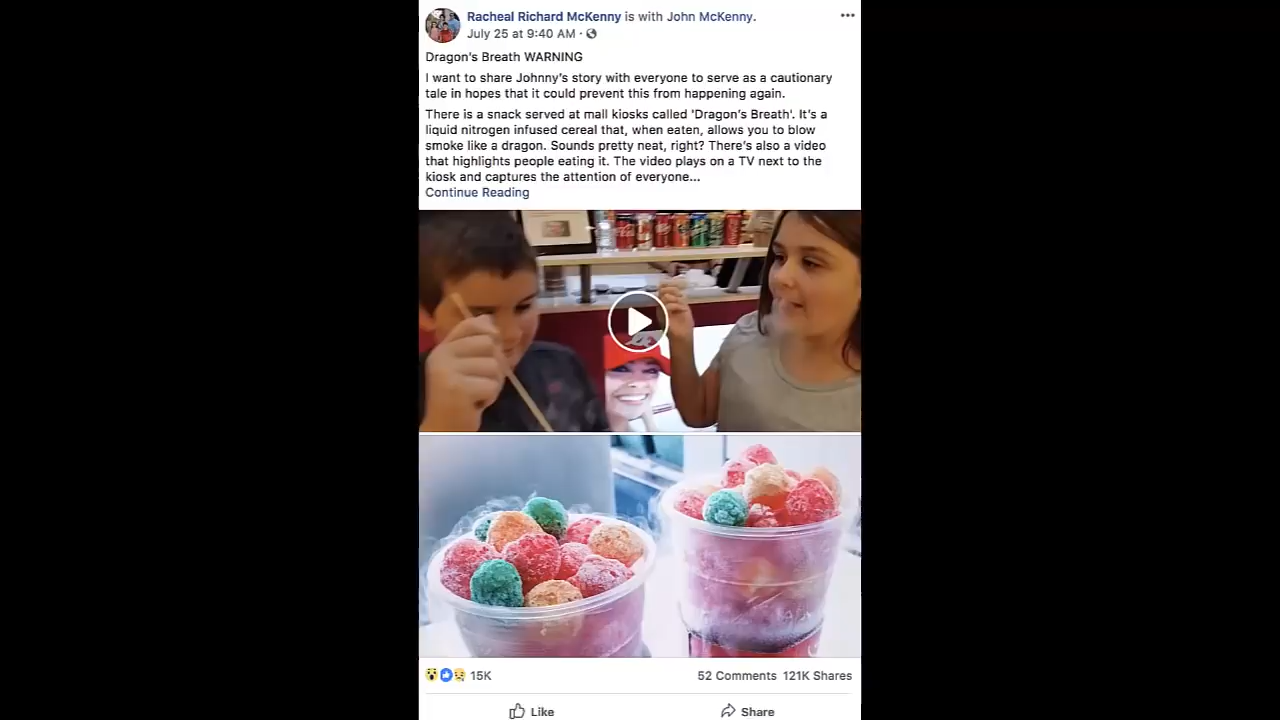 Racheal Richard McKenny is with John McKenny.
July 25 at 9:40 AM ·
Dragon's Breath WARNING
I want to share Johnny's story with everyone to serve as a cautionary
tale in hopes that it could prevent this from happening again.
There is a snack served at mall kiosks called 'Dragon's Breath'. It's a
liquid nitrogen infused cereal that, when eaten, allows you to blow
smoke like a dragon. Sounds pretty neat, right? There's also a video
that highlights people eating it. The video plays on a TV next to the
kiosk and captures the attention of everyone...
Continue Reading
15K
52 Comments 121K Shares
Like
Share